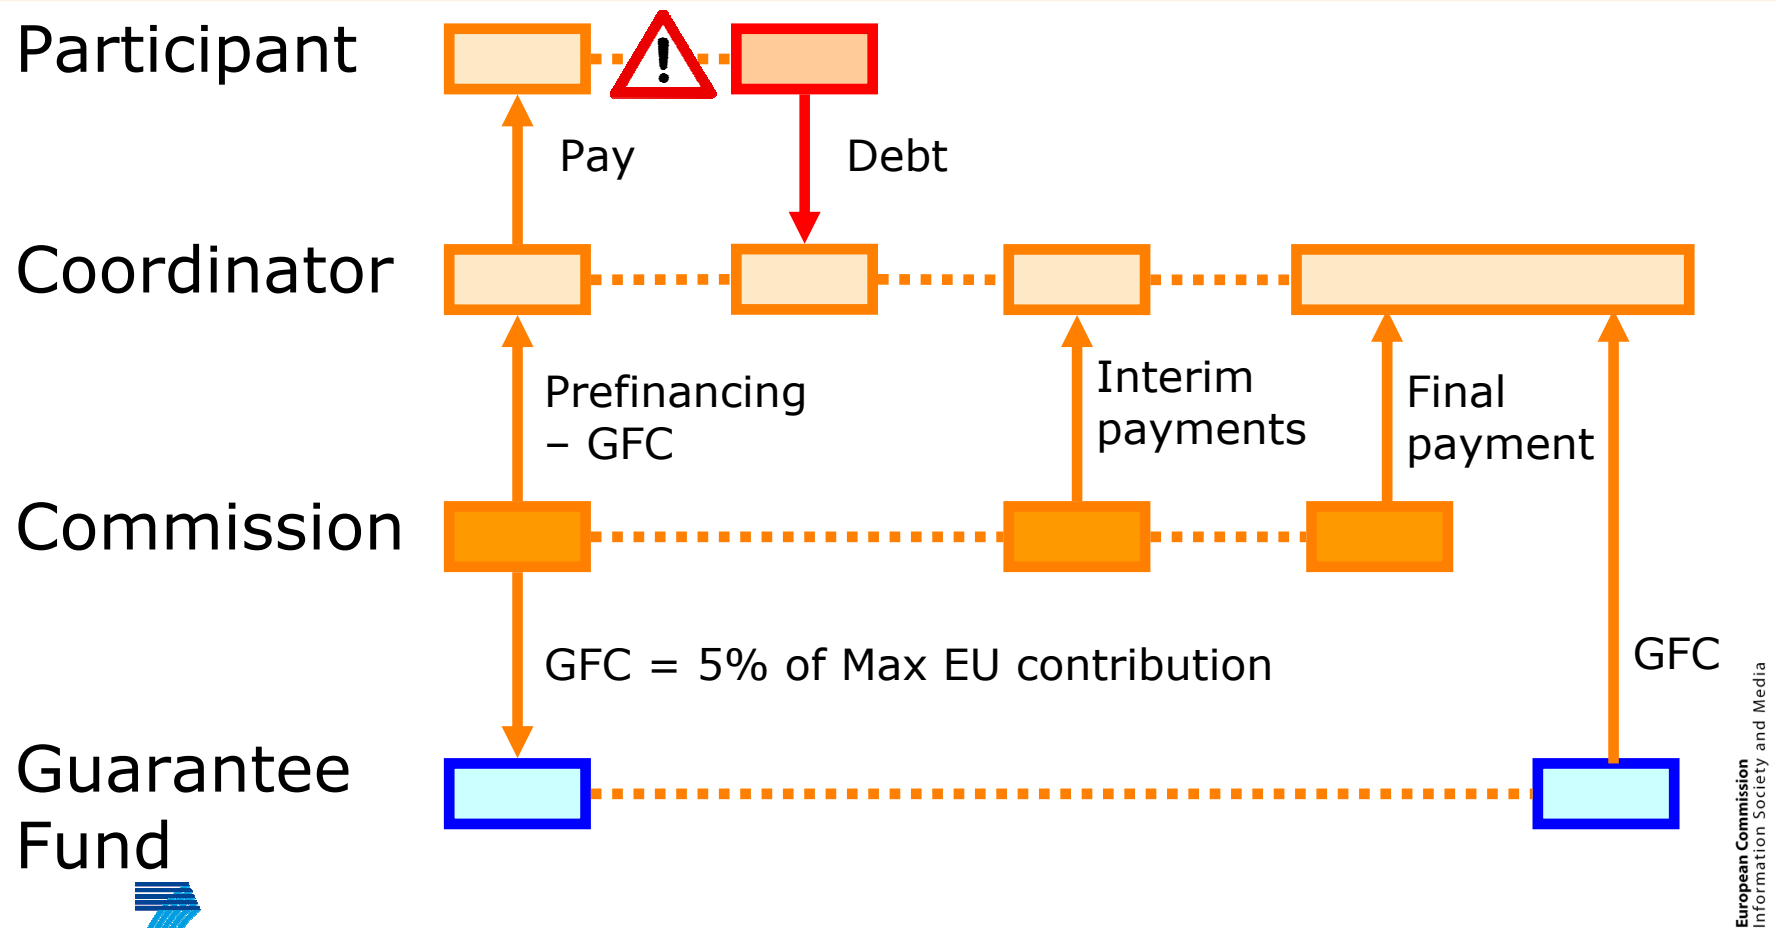 Participant
!
Pay
Debt
Coordinator
Prefinancing
– GFC
Interim
payments
Final
payment
Commission
GFC = 5% of Max EU contribution
GFC
Guarantee
Fund
European Commission
Information Society and Media